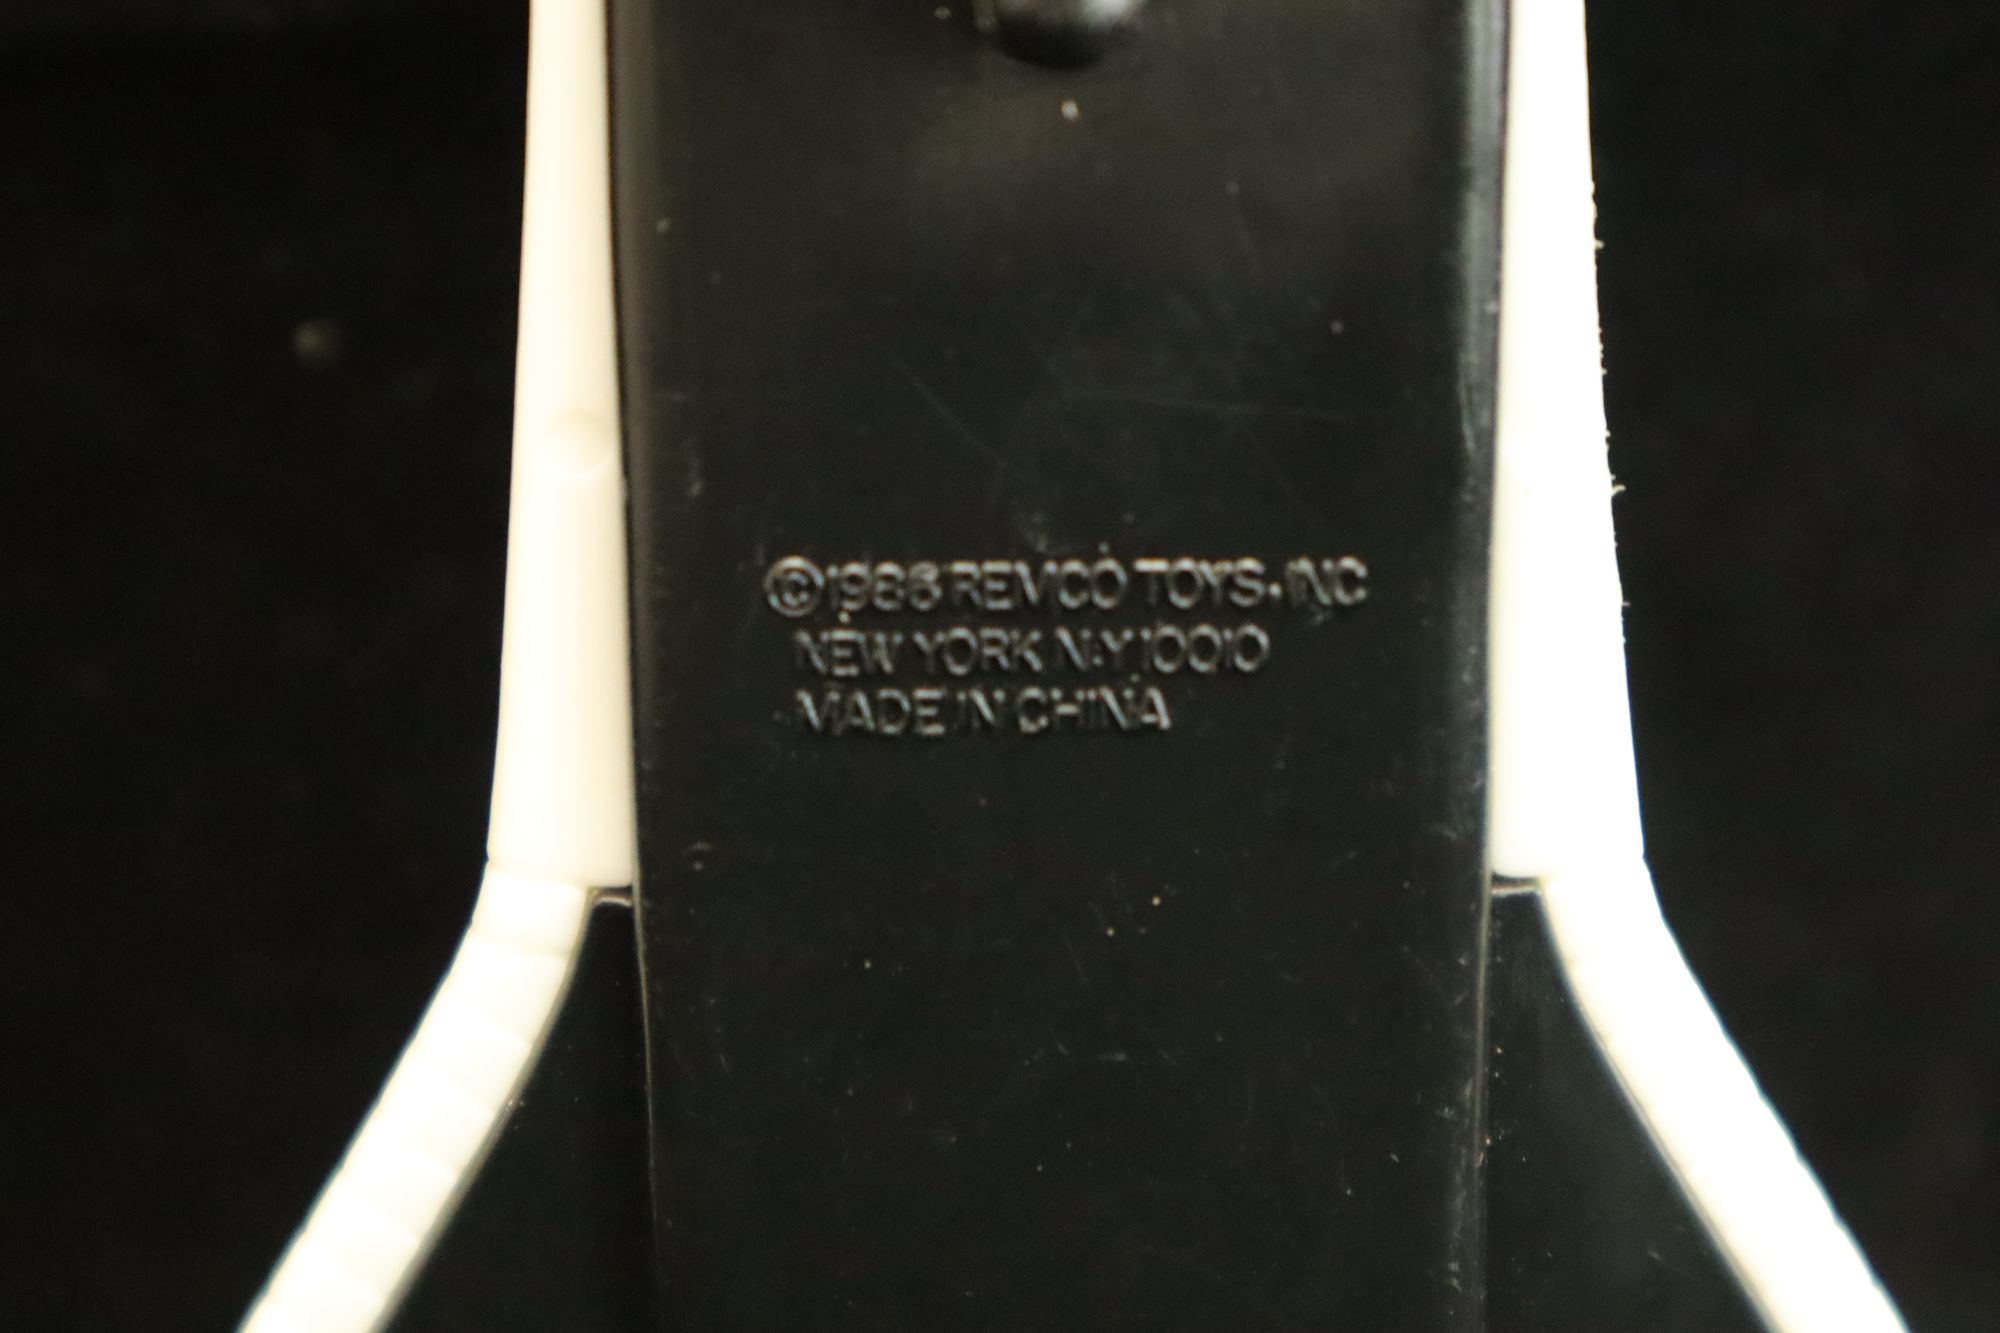 ©1986 REMCO TOYS, INC
NEW YORK N.Y 10010
MADE IN CHINA